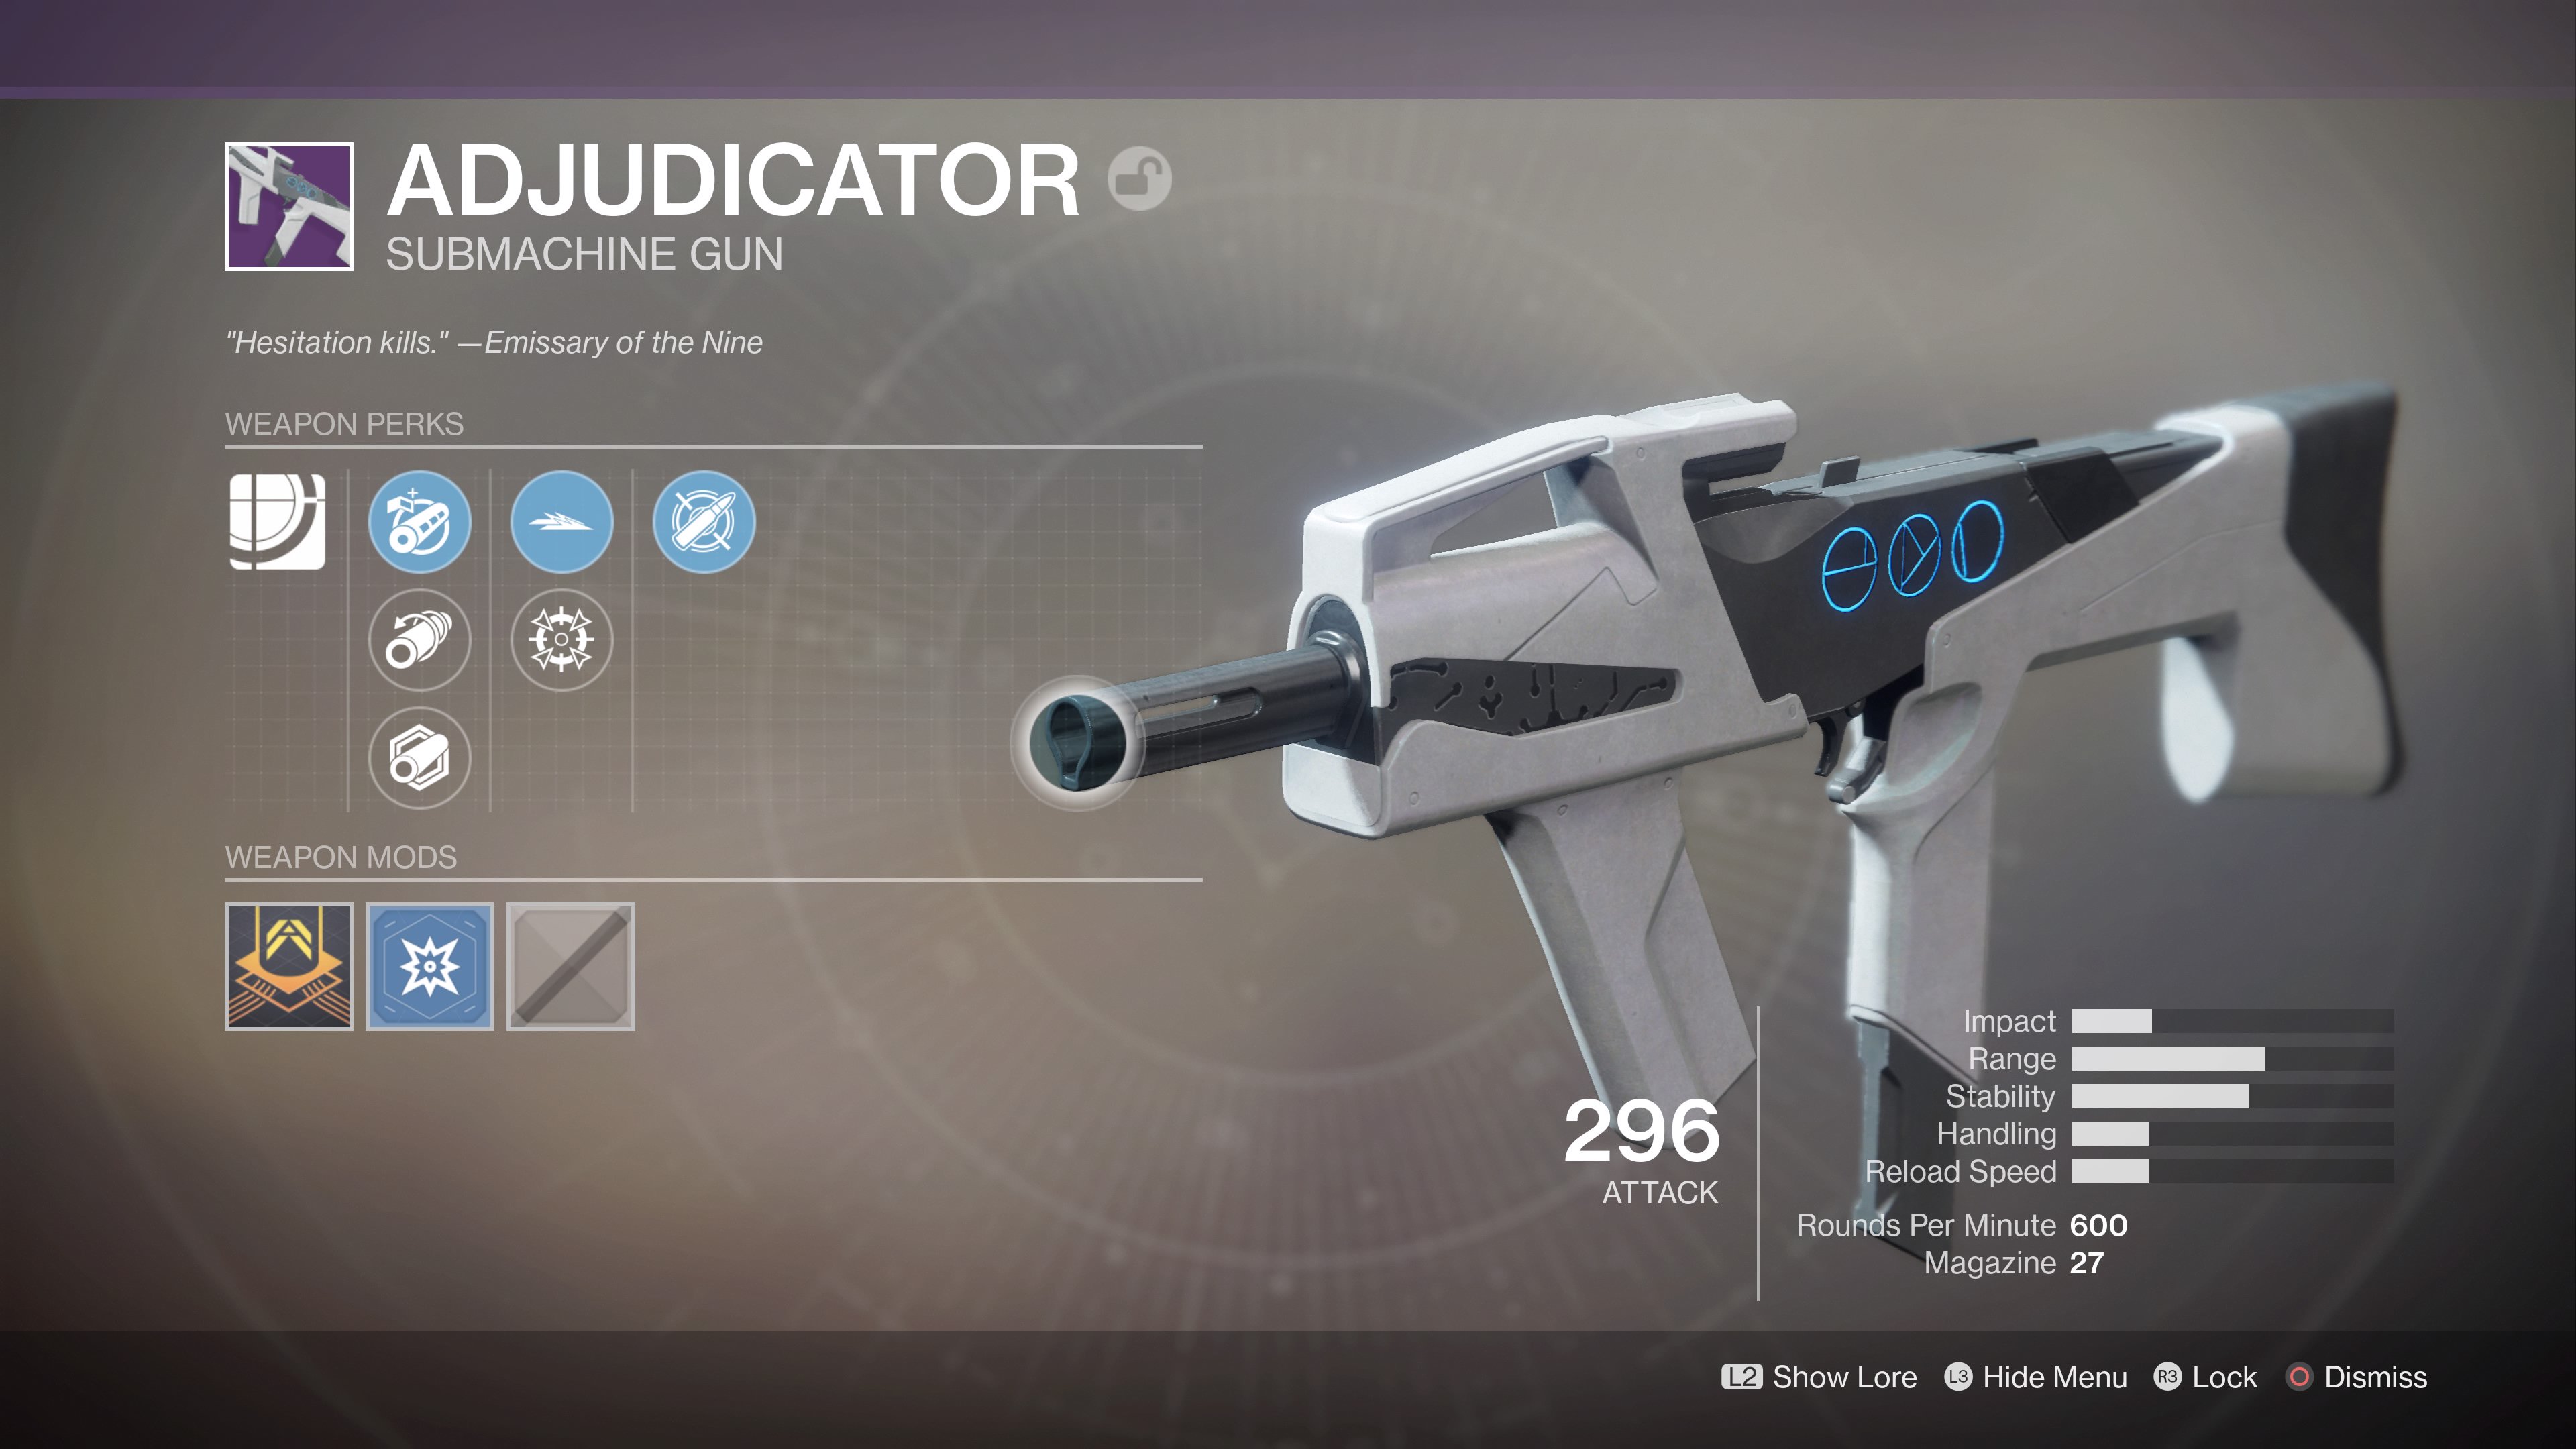 ADJUDICATOR
SUBMACHINE GUN
"Hesitation kills." —Emissary of the Nine
WEAPON PERKS
WEAPON MODS
296
ATTACK
Impact
Range
Stability
Handling
Reload Speed
Rounds Per Minute 600
Magazine 27
L2 Show Lore L3 Hide Menu R3 Lock Dismiss